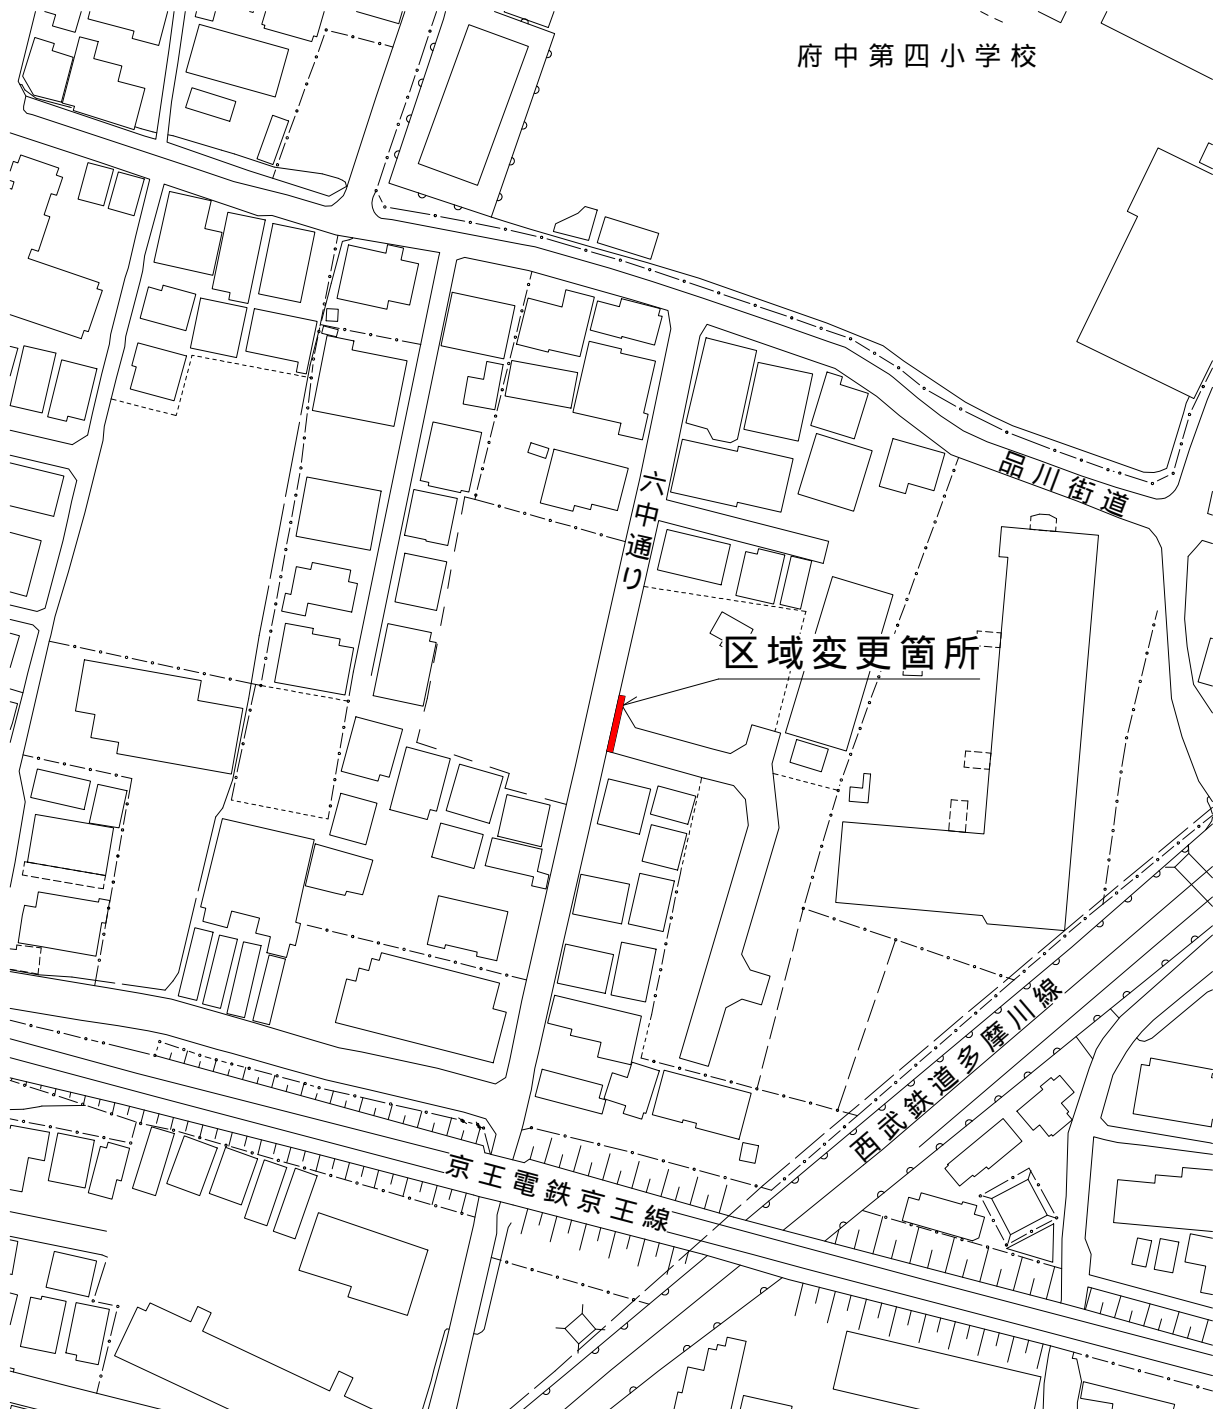 府中第四小学校
品川街道
六中通り
区域変更箇所
西武鉄道多摩川線
京王電鉄京王線